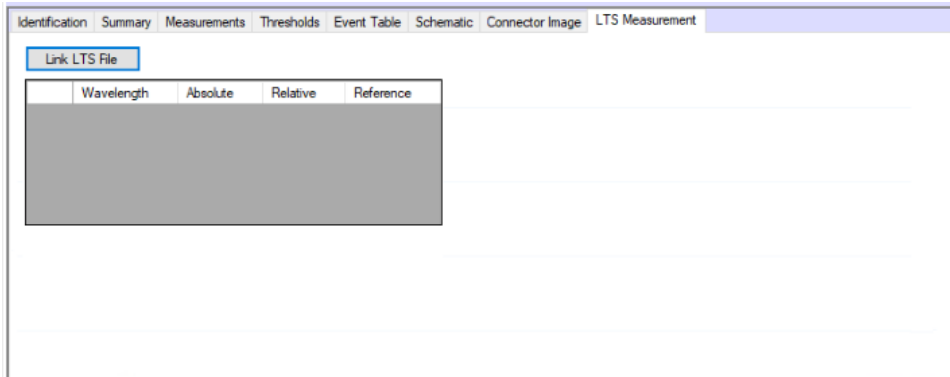 Identification Summary Measurements Thresholds Event Table Schematic Connector Image LTS Measurement
Link LTS File
Wavelength Absolute Relative Reference